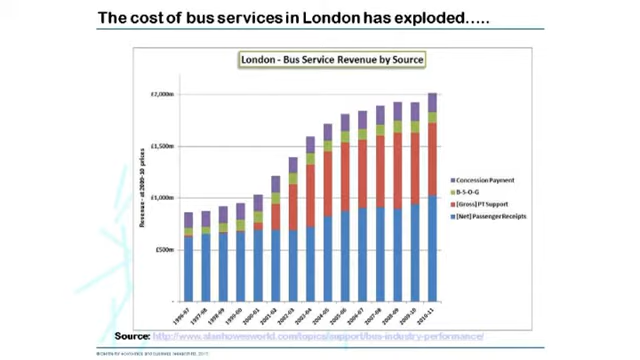 The cost of bus services in London has exploded.....
London - Bus Service Revenue by Source
Revenue - at 2009-10 prices
£2,000m
£1,500m
£1,000m
£500m
-
Concession Payment
B-S-O-G
[Gross] PT Support
[Net] Passenger Receipts
1996-97
1997-98
1998-99
1999-00
2000-01
2001-02
2002-03
2003-04
2004-05
2005-06
2006-07
2007-08
2008-09
2009-10
2010-11
Source: http://www.alanhowesworld.com/topics/support/bus-industry-performance/